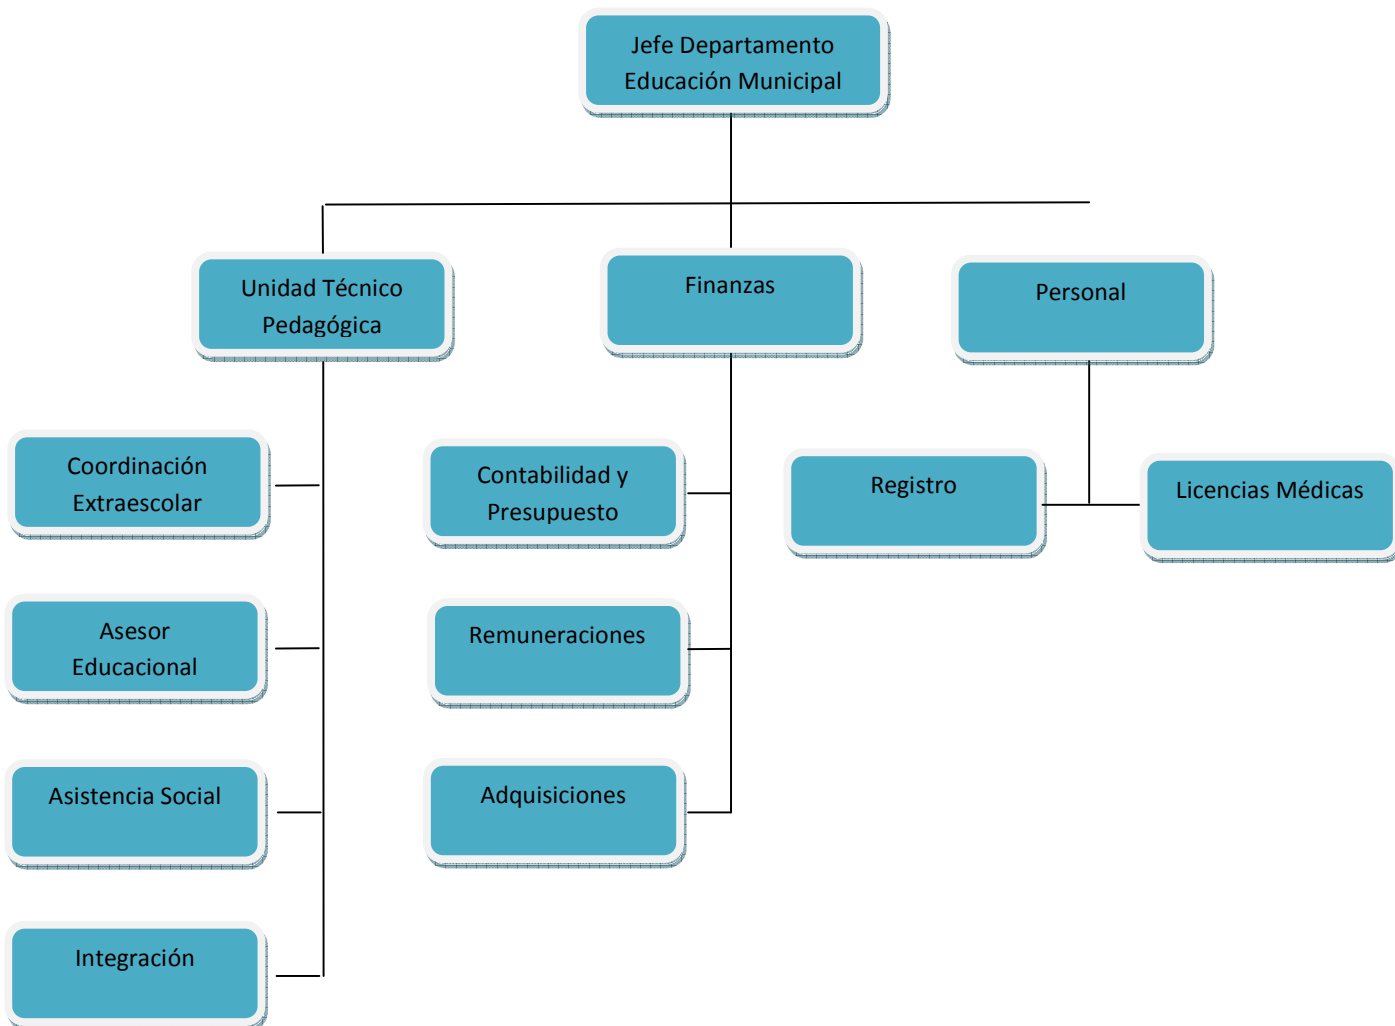 Jefe Departamento
Educación Municipal
Unidad Técnico
Pedagógica
Finanzas
Personal
Coordinación
Extraescolar
Contabilidad y
Presupuesto
Registro
Licencias Médicas
Asesor
Educacional
Remuneraciones
Asistencia Social
Adquisiciones
Integración